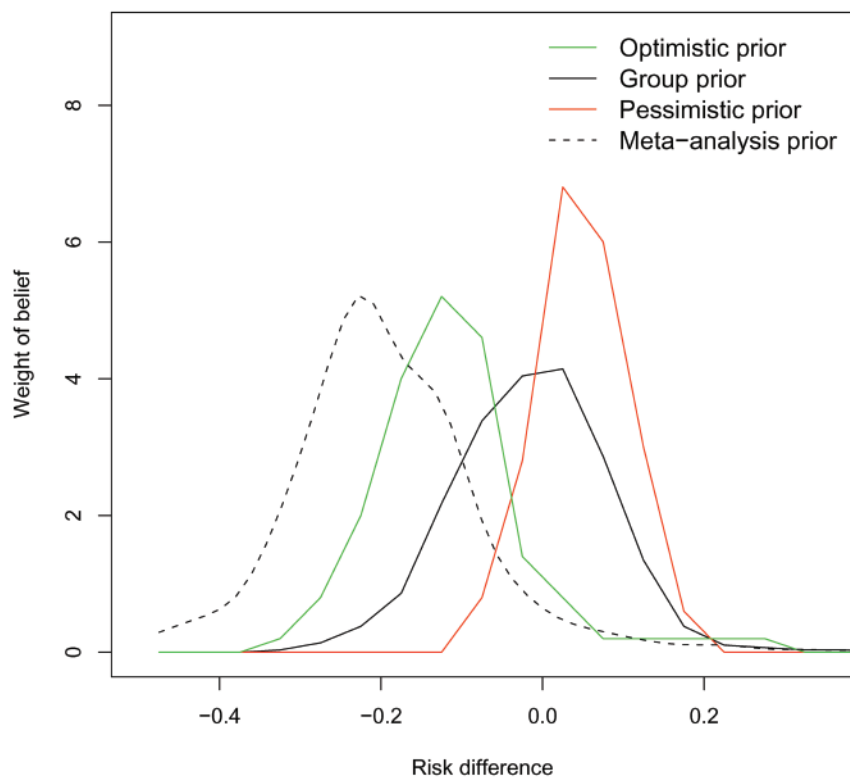 Optimistic prior
Group prior
Pessimistic prior
Meta−analysis prior
8
6
4
2
0
Weight of belief
−0.4
−0.2
0.0
0.2
Risk difference